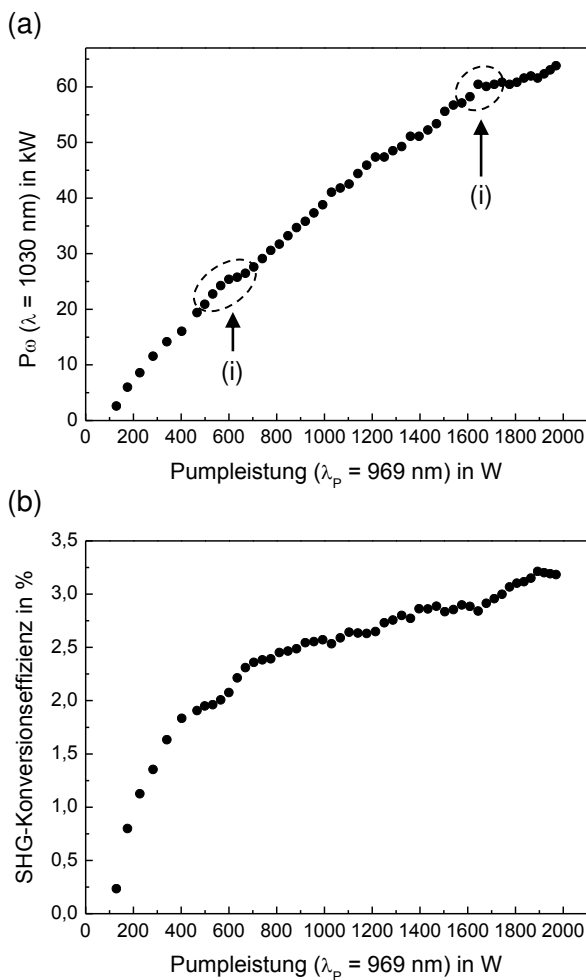 (a)
60
50
40
30
20
10
0
Pω (λ = 1030 nm) in kW
(i)
(i)
0 200 400 600 800 1000 1200 1400 1600 1800 2000
Pumpleistung (λP = 969 nm) in W
(b)
3,5
3,0
2,5
2,0
1,5
1,0
0,5
0,0
SHG-Konversionseffizienz in %
0 200 400 600 800 1000 1200 1400 1600 1800 2000
Pumpleistung (λP = 969 nm) in W